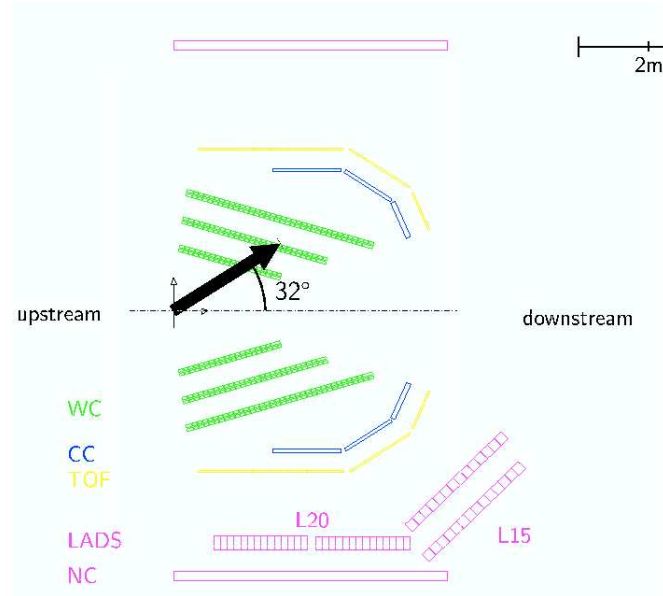 2m
32°
upstream
downstream
WC
CC
TOF
L20
L15
LADS
NC